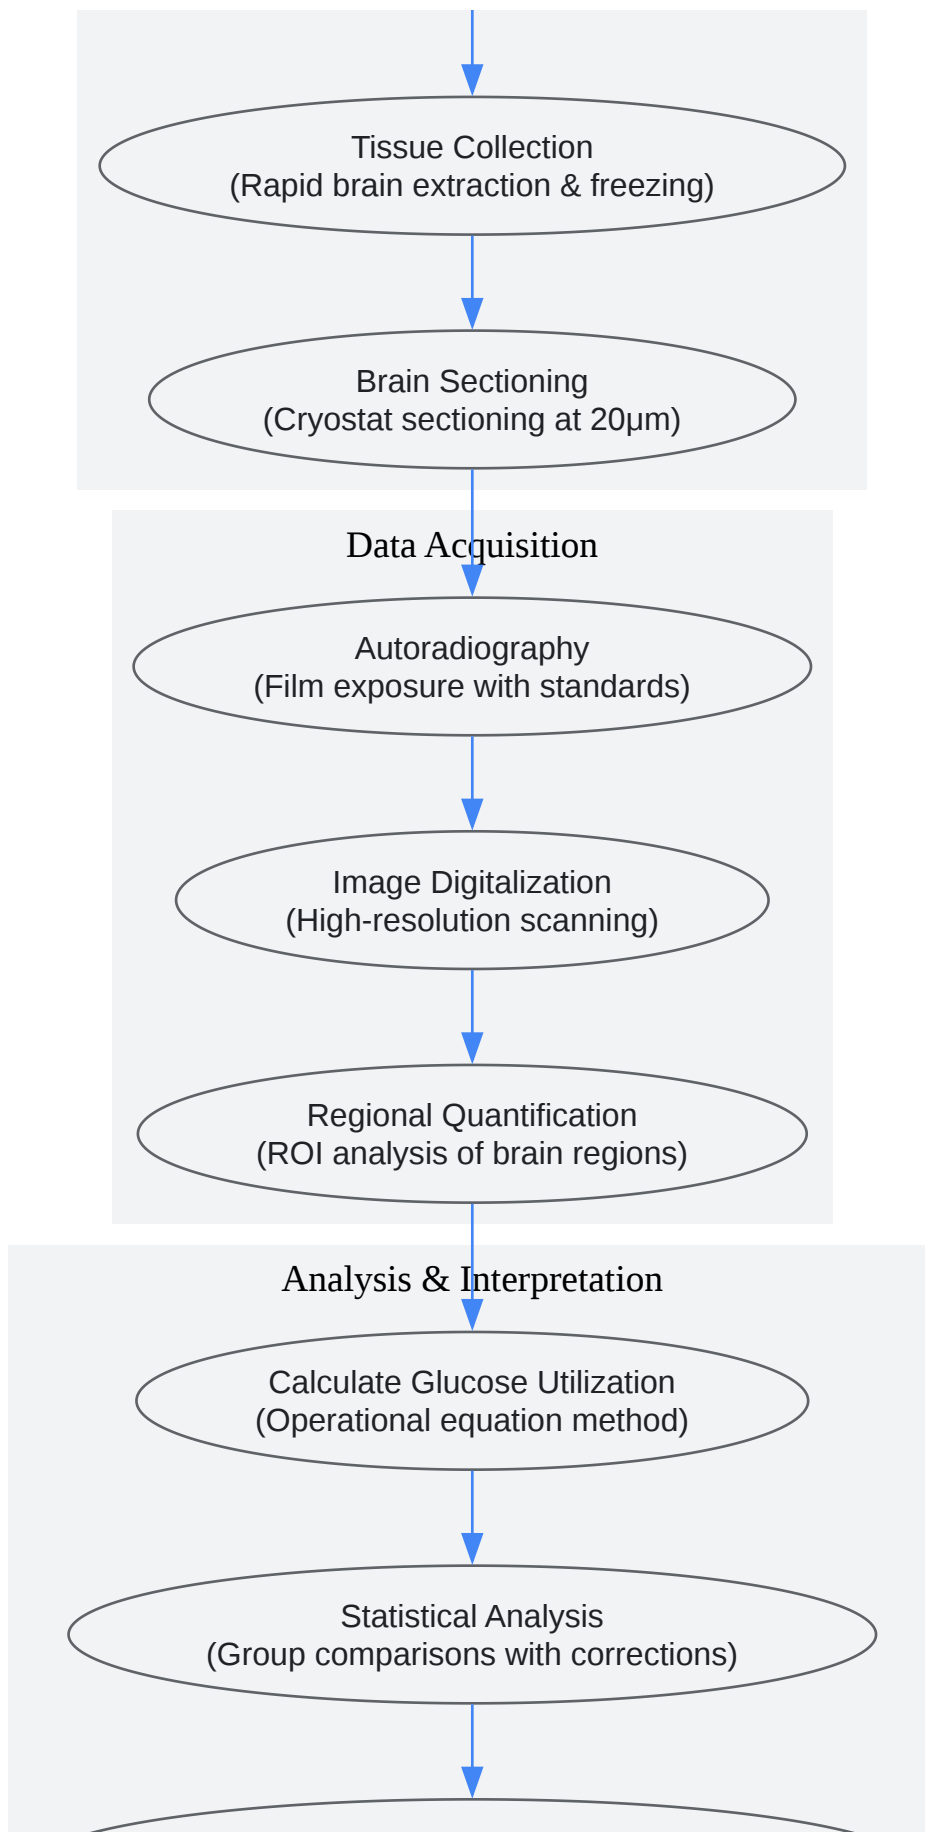 Tissue Collection
(Rapid brain extraction & freezing)
Brain Sectioning
(Cryostat sectioning at 20μm)
Data Acquisition
Autoradiography
(Film exposure with standards)
Image Digitalization
(High-resolution scanning)
Regional Quantification
(ROI analysis of brain regions)
Analysis & Interpretation
Calculate Glucose Utilization
(Operational equation method)
Statistical Analysis
(Group comparisons with corrections)